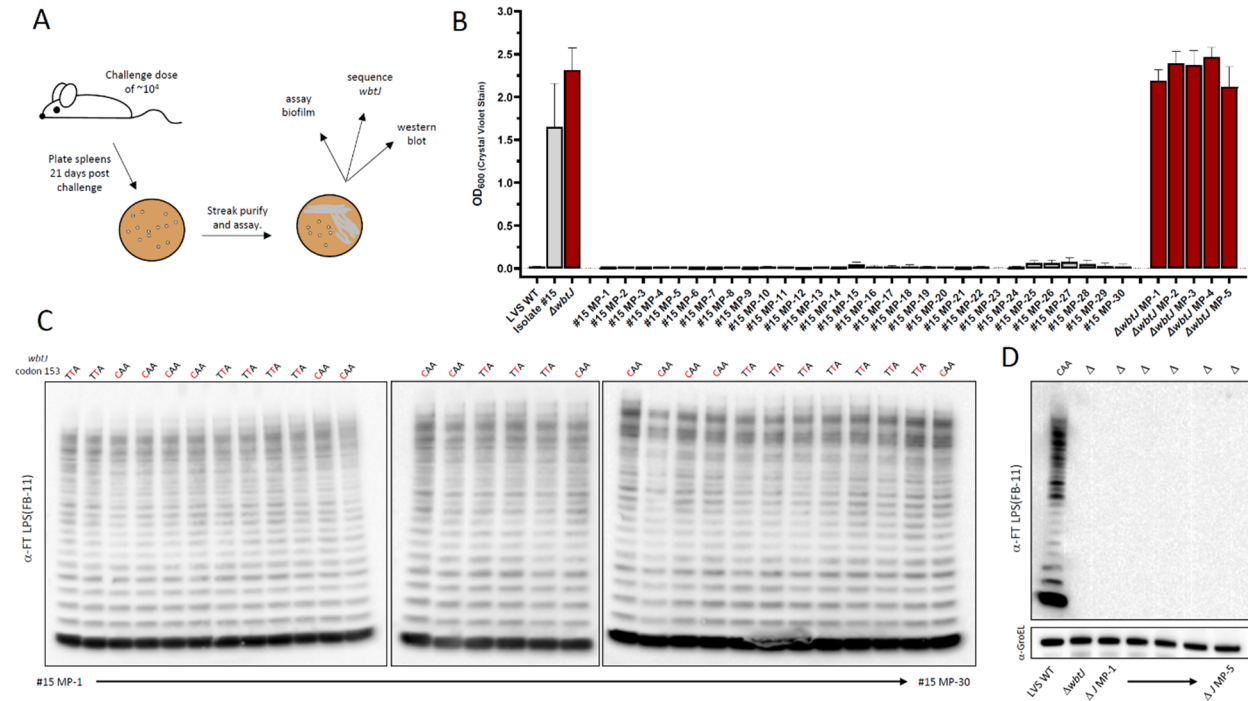 A
Challenge dose
of ~10⁴
Plate spleens
21 days post
challenge
Streak purify
and assay.
assay
biofilm
sequence
wbtJ
western
blot
B
OD600 (Crystal Violet Stain)
3.0
2.5
2.0
1.5
1.0
0.5
0.0
LVS WT
Isolate #15
ΔwbtJ
#15 MP-1
#15 MP-2
#15 MP-3
#15 MP-4
#15 MP-5
#15 MP-6
#15 MP-7
#15 MP-8
#15 MP-9
#15 MP-10
#15 MP-11
#15 MP-12
#15 MP-13
#15 MP-14
#15 MP-15
#15 MP-16
#15 MP-17
#15 MP-18
#15 MP-19
#15 MP-20
#15 MP-21
#15 MP-22
#15 MP-23
#15 MP-24
#15 MP-25
#15 MP-26
#15 MP-27
#15 MP-28
#15 MP-29
#15 MP-30
ΔwbtJ MP-1
ΔwbtJ MP-2
ΔwbtJ MP-3
ΔwbtJ MP-4
ΔwbtJ MP-5
C
wbtJ
codon 153
TTA TTA CAA CAA CAA CAA TTA TTA TTA TTA CAA CAA
CAA CAA TTA TTA TTA CAA
CAA CAA CAA CAA TTA TTA TTA TTA TTA TTA TTA CAA
α-FT LPS(FB-11)
#15 MP-1
#15 MP-30
D
CAA Δ Δ Δ Δ Δ Δ
α-FT LPS(FB-11)
α-GroEL
LVS WT
ΔwbtJ
Δ J MP-1
Δ J MP-5